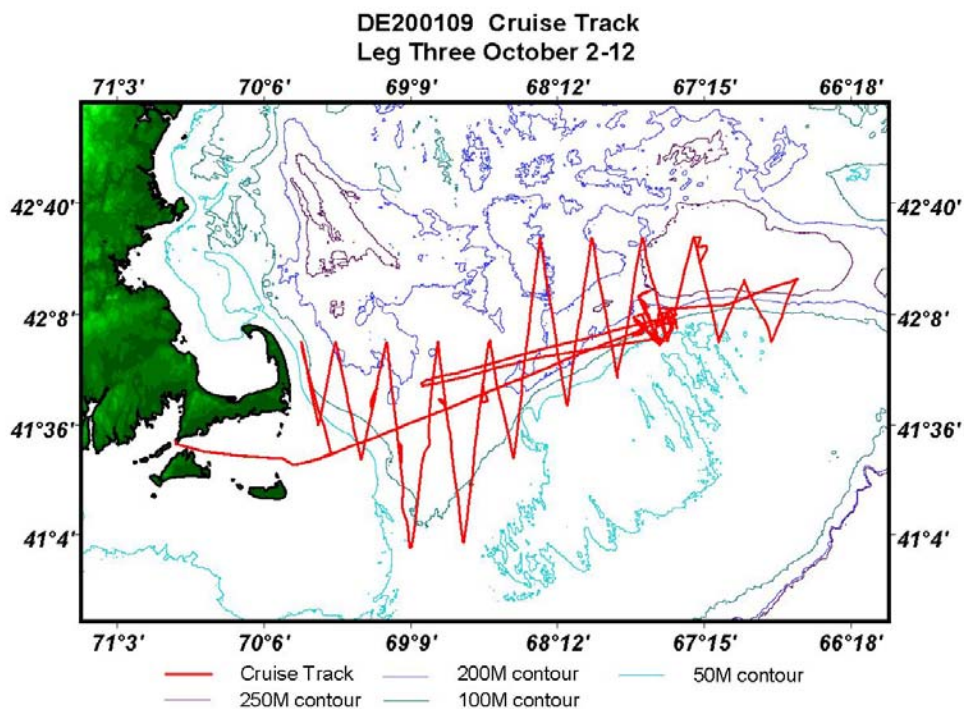 DE200109 Cruise Track
Leg Three October 2-12
71°3' 70°6' 69°9' 68°12' 67°15' 66°18'
42°40' 42°40'
42°8' 42°8'
41°36' 41°36'
41°4' 41°4'
71°3' 70°6' 69°9' 68°12' 67°15' 66°18'
Cruise Track 200M contour 50M contour
250M contour 100M contour